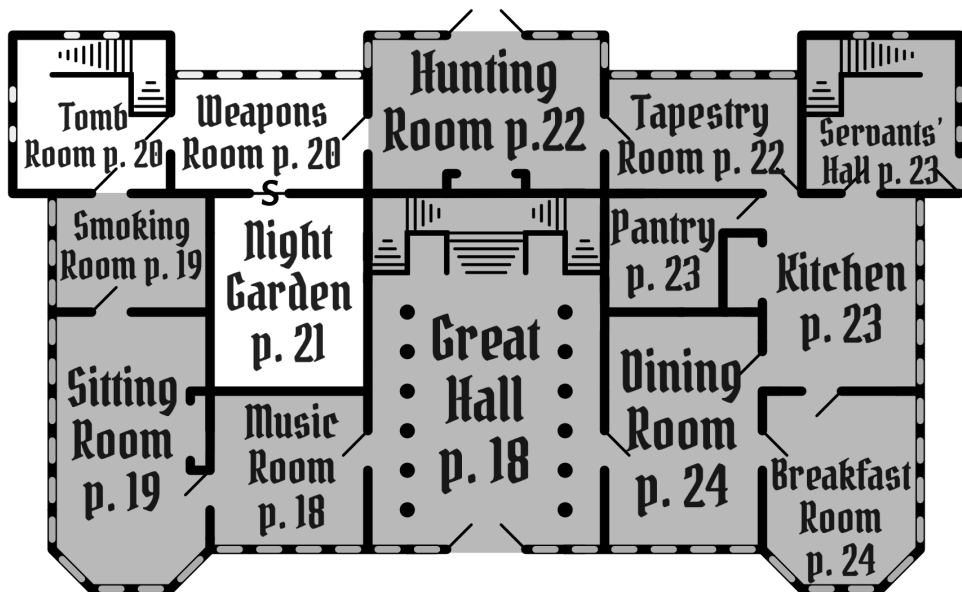 Tomb
Room p. 20
Weapons
Room p. 20
Hunting
Room p.22
Tapestry
Room p. 22
Servants'
Hall p. 23
S
Smoking
Room p. 19
Night
Garden
p. 21
Pantry
p. 23
Kitchen
p. 23
Great
Hall
p. 18
Sitting
Room
p. 19
Music
Room
p. 18
Dining
Room
p. 24
Breakfast
Room
p. 24